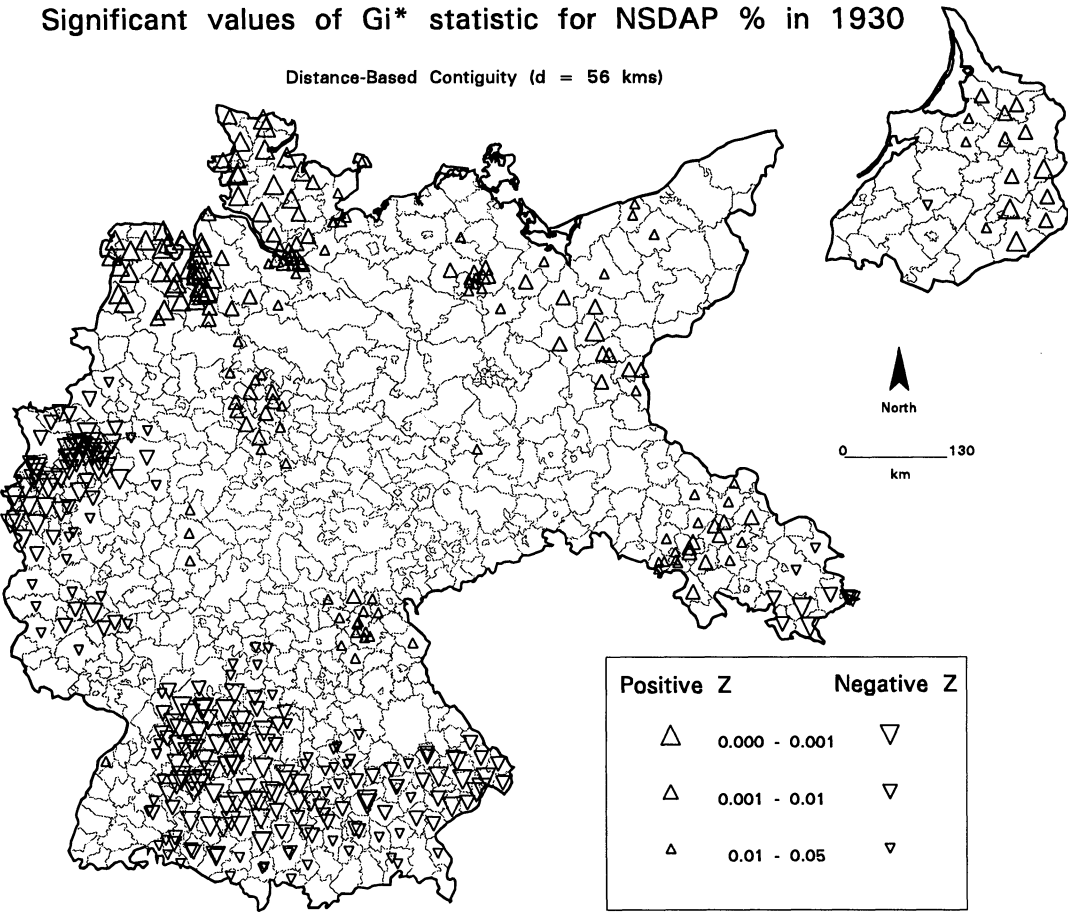 Significant values of Gi* statistic for NSDAP % in 1930
Distance-Based Contiguity (d = 56 kms)
North
0 130
km
Positive Z Negative Z
0.000 - 0.001
0.001 - 0.01
0.01 - 0.05